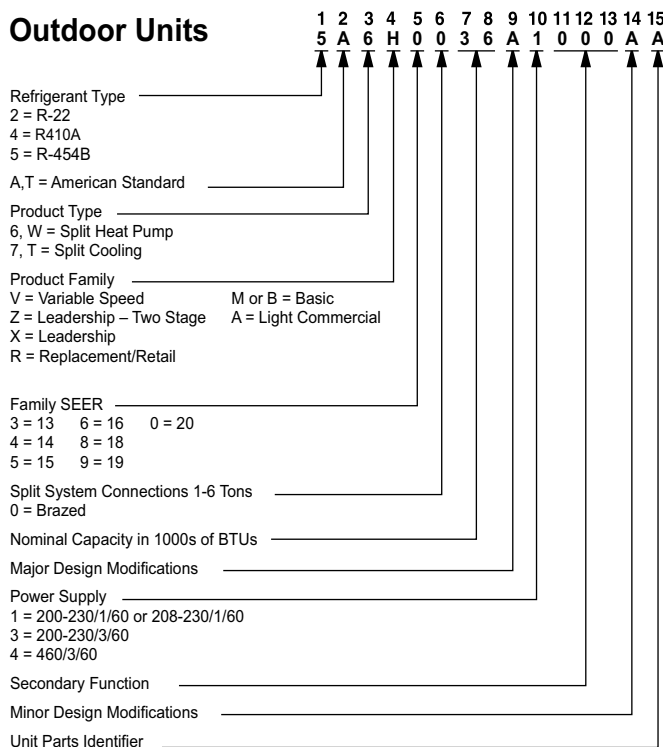 Outdoor Units
1 2 3 4 5 6 7 8 9 10 11 12 13 14 15
5 A 6 H 0 0 3 6 A 1 0 0 0 A A
Refrigerant Type
2 = R-22
4 = R410A
5 = R-454B
A,T = American Standard
Product Type
6, W = Split Heat Pump
7, T = Split Cooling
Product Family
V = Variable Speed M or B = Basic
Z = Leadership – Two Stage A = Light Commercial
X = Leadership
R = Replacement/Retail
Family SEER
3 = 13 6 = 16 0 = 20
4 = 14 8 = 18
5 = 15 9 = 19
Split System Connections 1-6 Tons
0 = Brazed
Nominal Capacity in 1000s of BTUs
Major Design Modifications
Power Supply
1 = 200-230/1/60 or 208-230/1/60
3 = 200-230/3/60
4 = 460/3/60
Secondary Function
Minor Design Modifications
Unit Parts Identifier